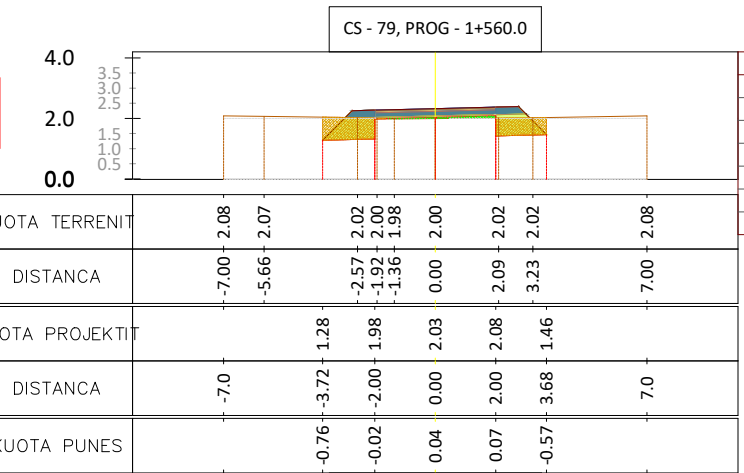 CS - 79, PROG - 1+560.0
4.0
3.5
3.0
2.5
2.0
1.5
1.0
0.5
0.0
UOTA TERRENIT 2.08 2.07 2.02 2.00 1.98 2.00 2.02 2.02 2.08
DISTANCA -7.00 -5.66 -2.57 -1.92 -1.36 0.00 2.09 3.23 7.00
OTA PROJEKTIT 1.28 1.98 2.03 2.08 1.46
DISTANCA -7.0 -3.72 -2.00 0.00 2.00 3.68 7.0
KUOTA PUNES -0.76 -0.02 0.04 0.07 -0.57